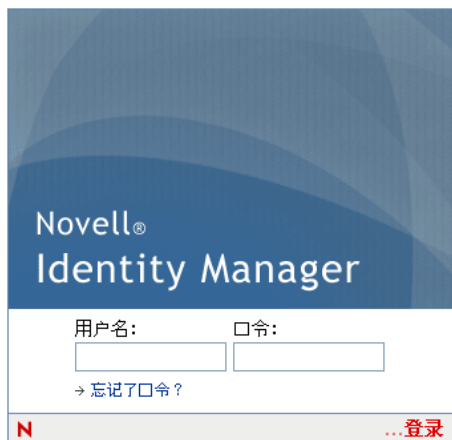 Novell®
Identity Manager
用户名: 口令:
→ 忘记了口令？
N ...登录